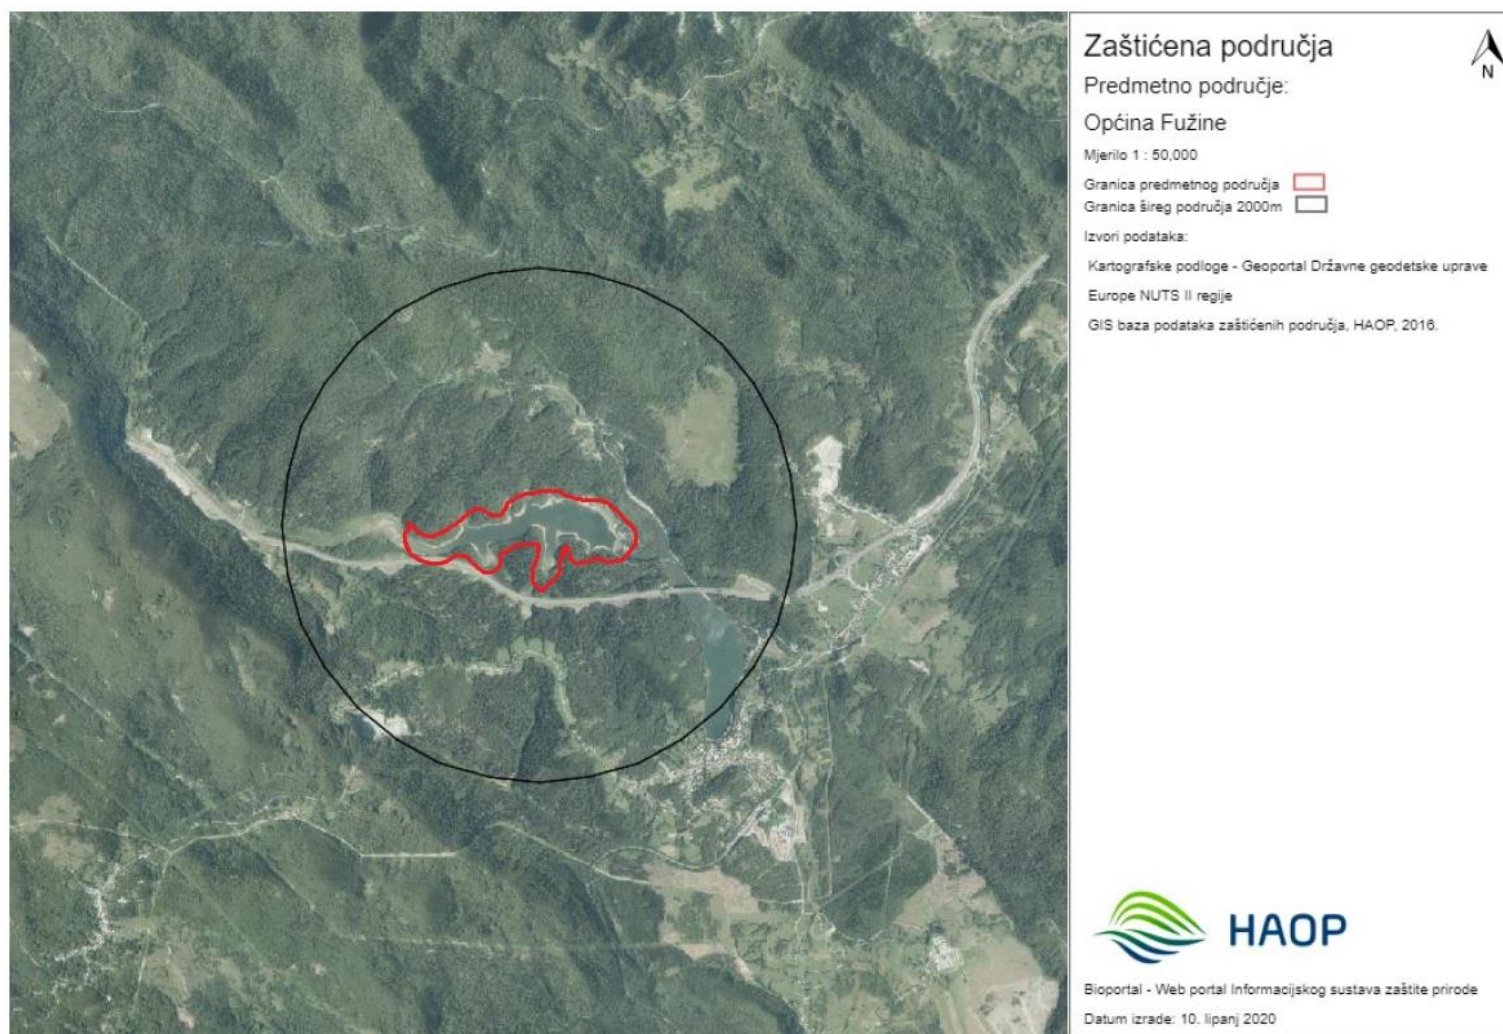 Zaštićena područja
N
Predmetno područje:
Općina Fužine
Mjerilo 1 : 50,000
Granica predmetnog područja
Granica šireg područja 2000m
Izvori podataka:
Kartografske podloge - Geoportal Državne geodetske uprave
Europe NUTS II regije
GIS baza podataka zaštićenih područja, HAOP, 2016.
HAOP
Bioportal - Web portal Informacijskog sustava zaštite prirode
Datum izrade: 10. lipanj 2020